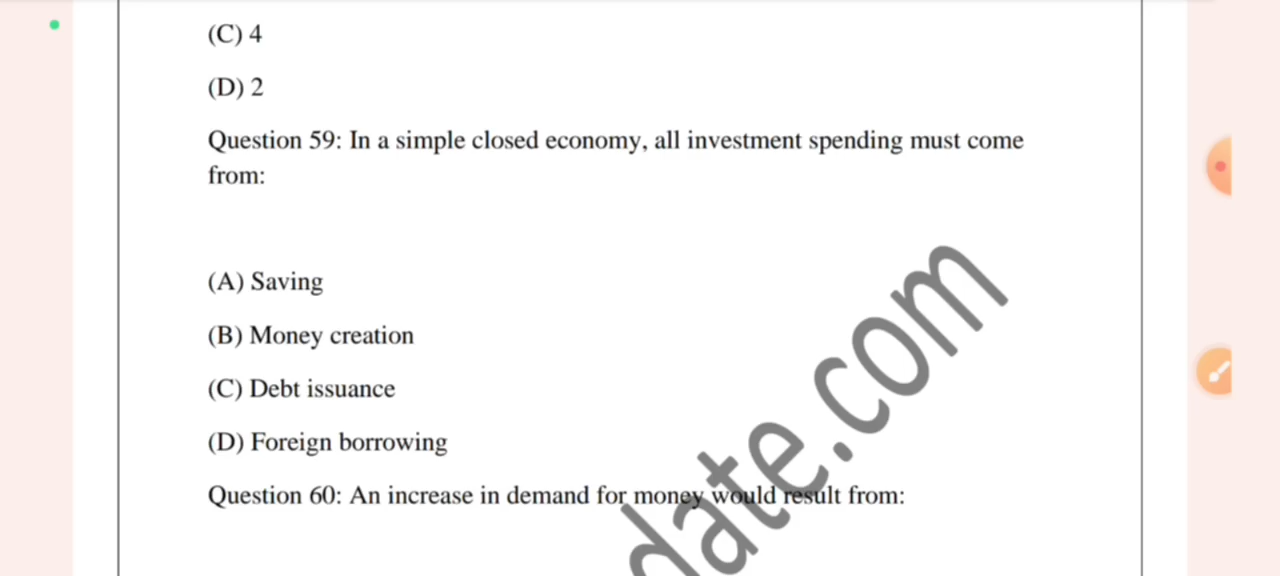 (C) 4
(D) 2
Question 59: In a simple closed economy, all investment spending must come
from:
(A) Saving
(B) Money creation
(C) Debt issuance
(D) Foreign borrowing
Question 60: An increase in demand for money would result from:
date.com